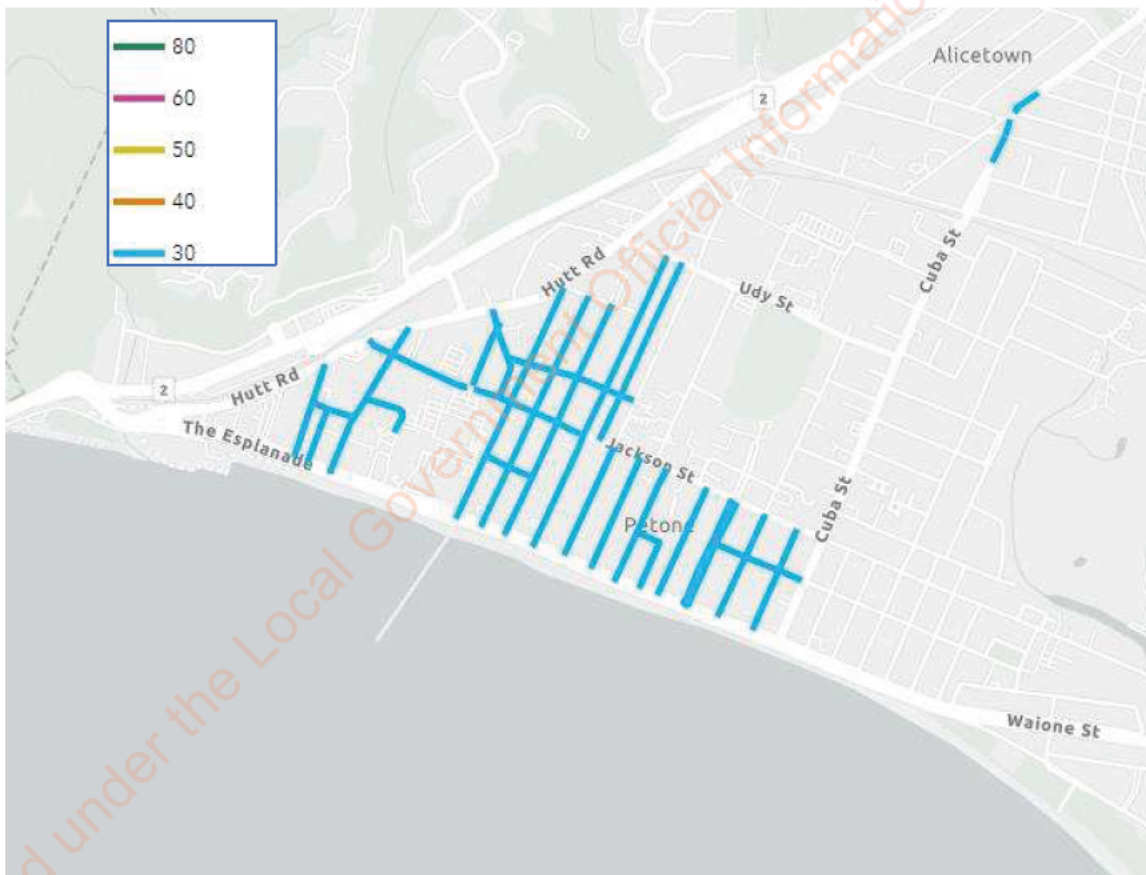 80
60
50
40
30
Alicetown
2
2
Hutt Rd
Hutt Rd
Udy St
Cuba St
The Esplanade
Jackson St
Petone
Cuba St
Waione St
d under the Local Government Official Informatic